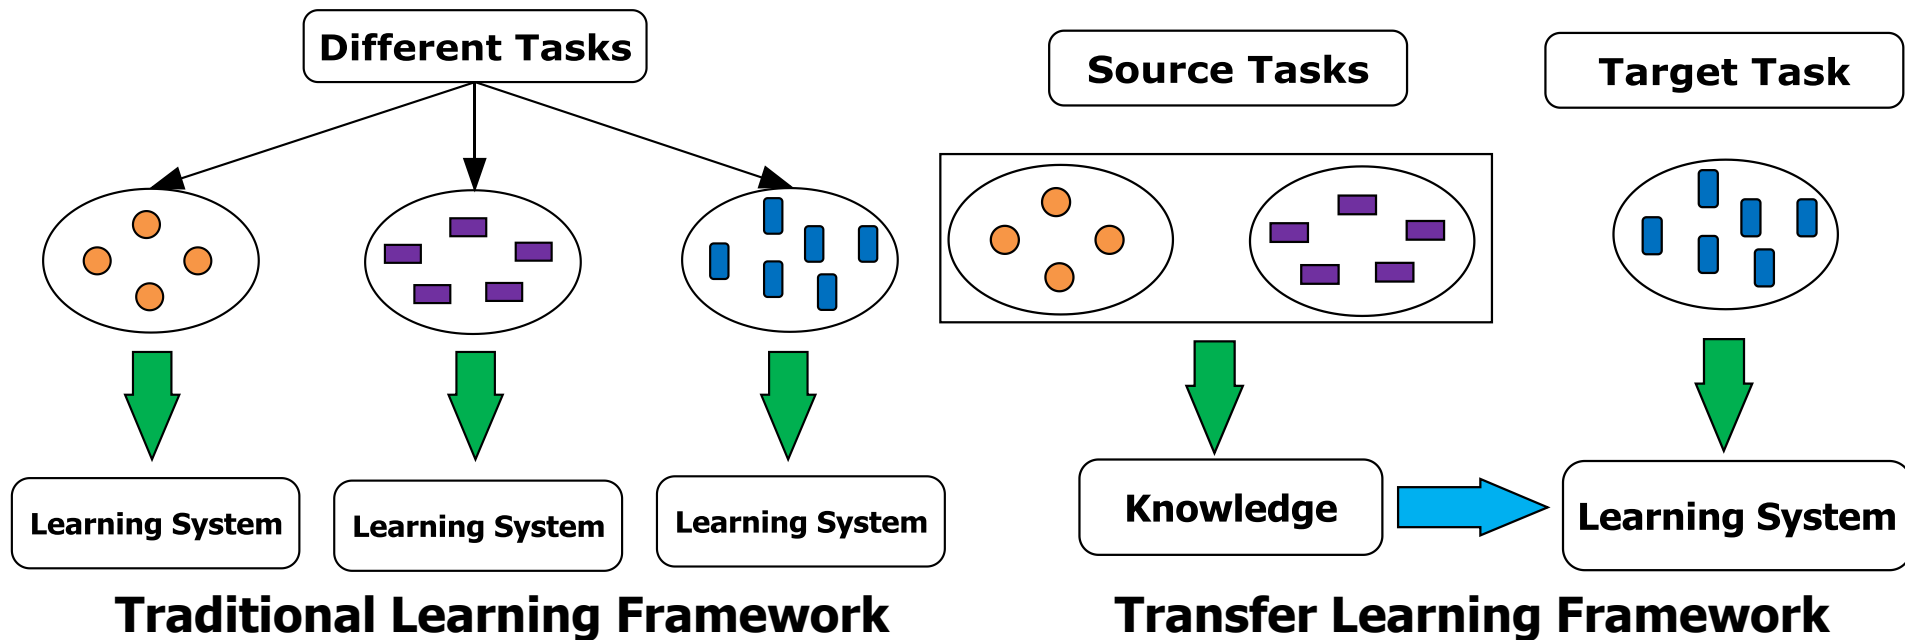 Different Tasks
Source Tasks
Target Task
Learning System
Learning System
Learning System
Knowledge
Learning System
Traditional Learning Framework
Transfer Learning Framework